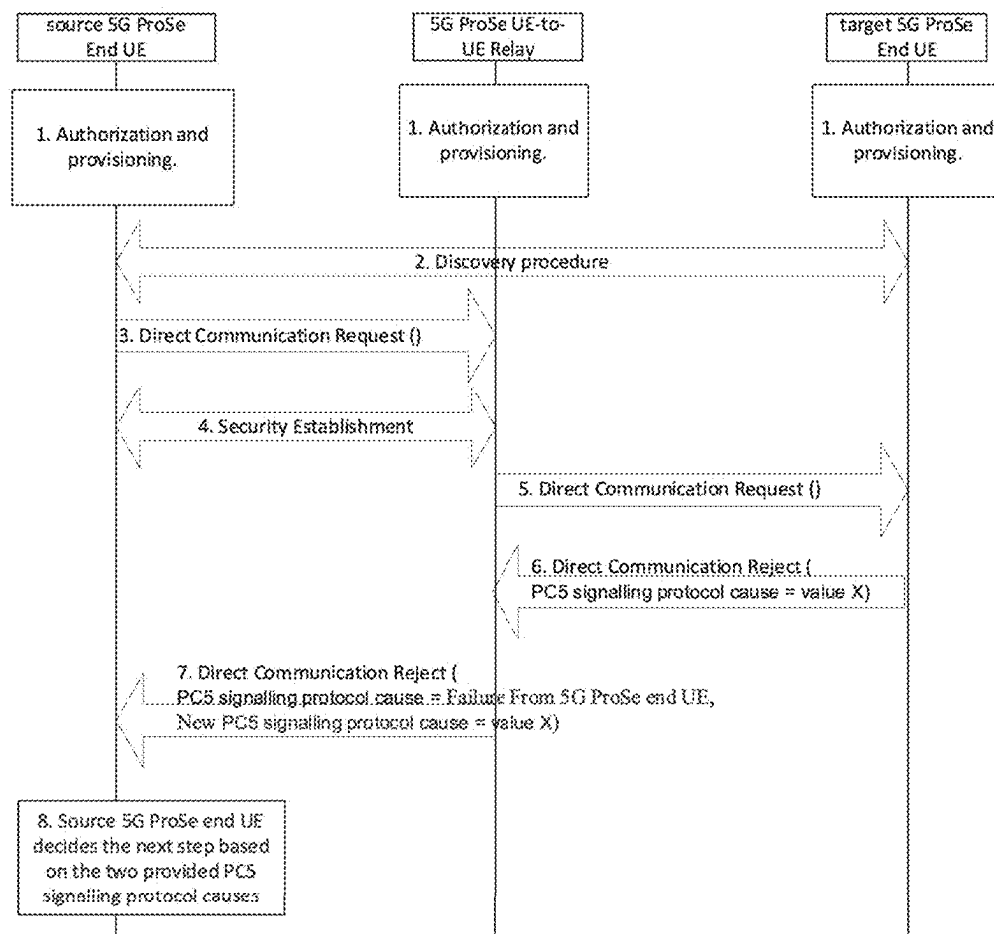 source 5G ProSe
End UE
5G ProSe UE-to-
UE Relay
target 5G ProSe
End UE
1. Authorization and
provisioning.
1. Authorization and
provisioning.
1. Authorization and
provisioning.
2. Discovery procedure
3. Direct Communication Request ()
4. Security Establishment
5. Direct Communication Request ()
6. Direct Communication Reject (
PC5 signalling protocol cause = value X)
7. Direct Communication Reject (
PC5 signalling protocol cause = Failure From 5G ProSe end UE,
New PC5 signalling protocol cause = value X)
8. Source 5G ProSe end UE
decides the next step based
on the two provided PC5
signalling protocol causes